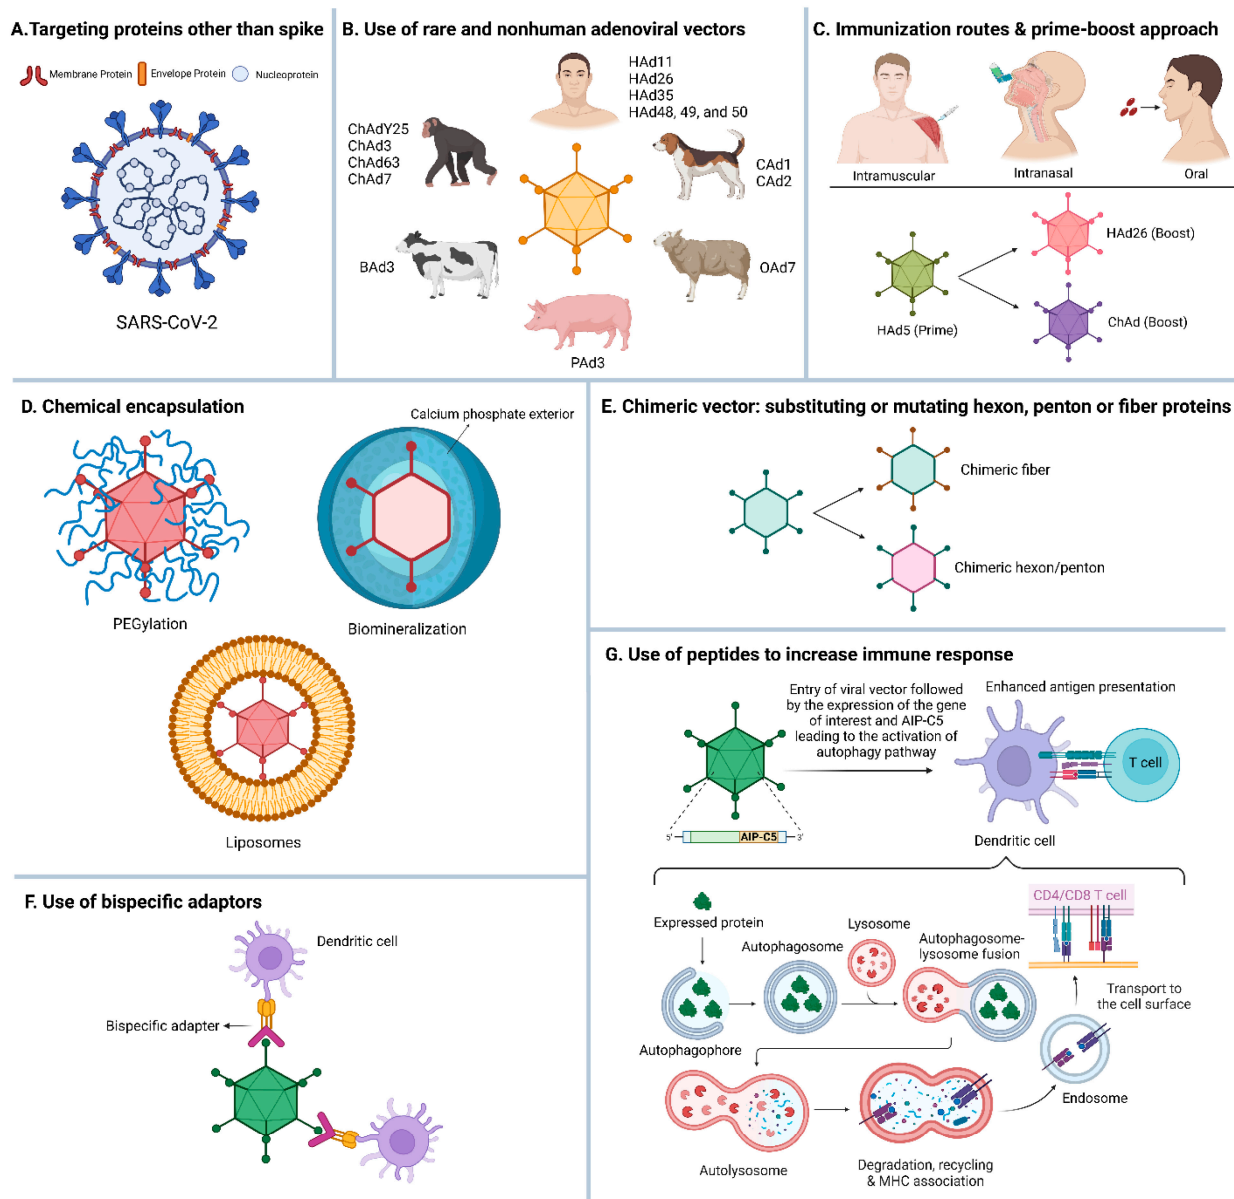 A.Targeting proteins other than spike
Membrane Protein
Envelope Protein
Nucleoprotein
SARS-CoV-2
B. Use of rare and nonhuman adenoviral vectors
HAd11
HAd26
HAd35
HAd48, 49, and 50
ChAdY25
ChAd3
ChAd63
ChAd7
CAd1
CAd2
BAd3
OAd7
PAd3
C. Immunization routes & prime-boost approach
Intramuscular
Intranasal
Oral
HAd26 (Boost)
HAd5 (Prime)
ChAd (Boost)
D. Chemical encapsulation
Calcium phosphate exterior
PEGylation
Biomineralization
Liposomes
E. Chimeric vector: substituting or mutating hexon, penton or fiber proteins
Chimeric fiber
Chimeric hexon/penton
F. Use of bispecific adaptors
Dendritic cell
Bispecific adapter
G. Use of peptides to increase immune response
Entry of viral vector followed
by the expression of the gene
of interest and AIP-C5
leading to the activation of
autophagy pathway
Enhanced antigen presentation
T cell
5'
AIP-C5
3'
Dendritic cell
Expressed protein
Autophagosome
Lysosome
Autophagosome-
lysosome fusion
CD4/CD8 T cell
Transport to
the cell surface
Autophagophore
Endosome
Autolysosome
Degradation, recycling
& MHC association